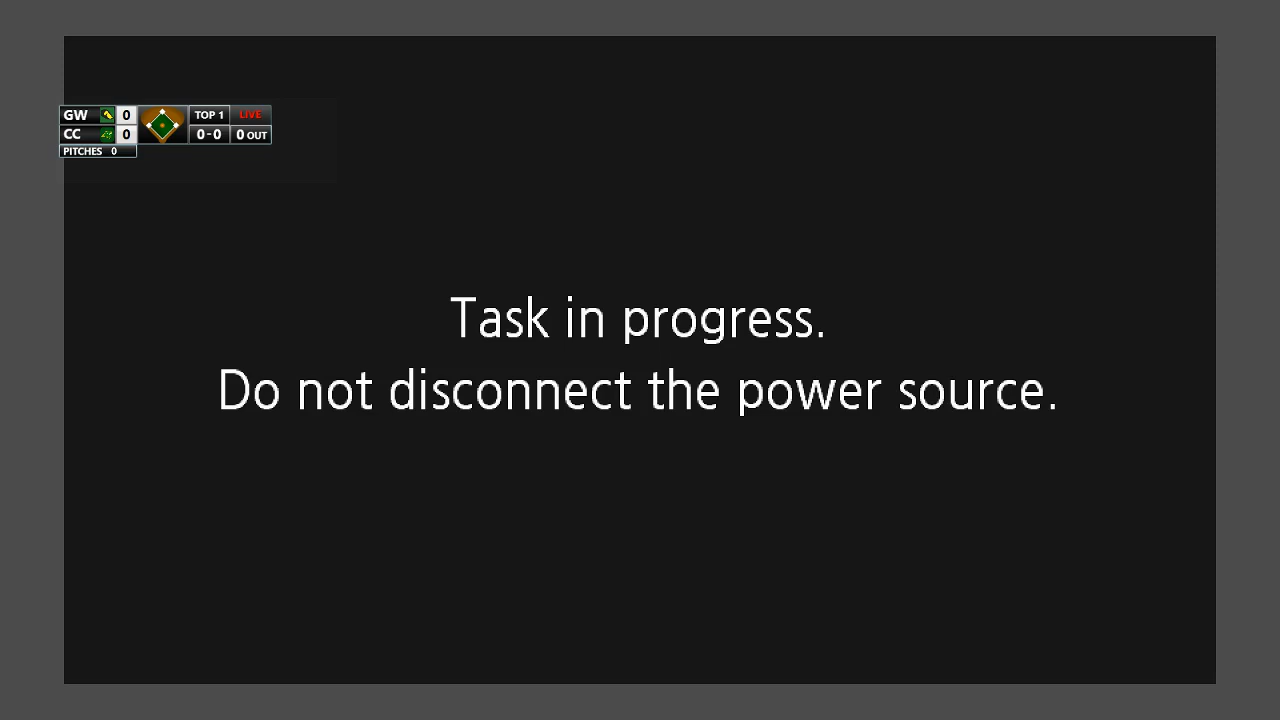 GW 0 TOP 1 LIVE
CC 0 0-0 0 OUT
PITCHES 0
Task in progress.
Do not disconnect the power source.